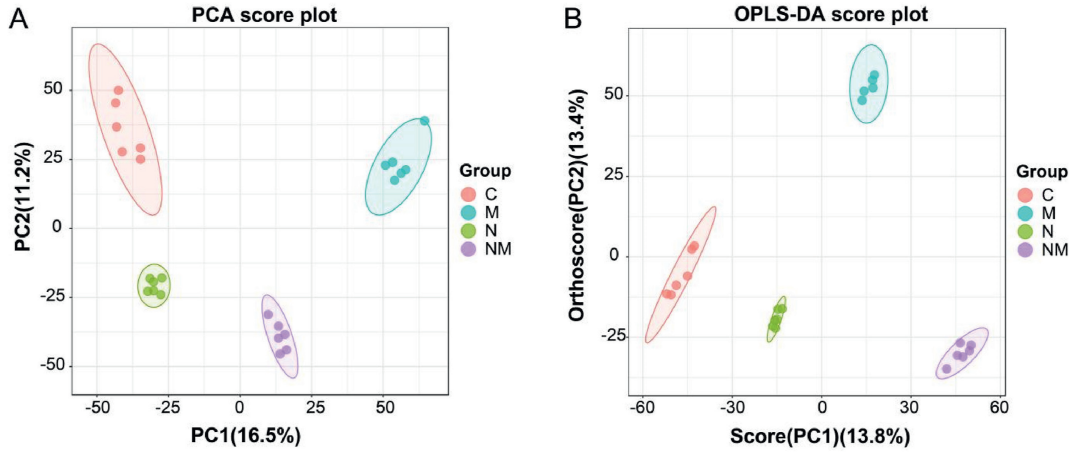 A
PCA score plot
PC2(11.2%)
50
25
0
-25
-50
-50
-25
0
25
50
PC1(16.5%)
Group
C
M
N
NM
B
OPLS-DA score plot
Orthoscore(PC2)(13.4%)
50
25
0
-25
-60
-30
0
30
60
Score(PC1)(13.8%)
Group
C
M
N
NM